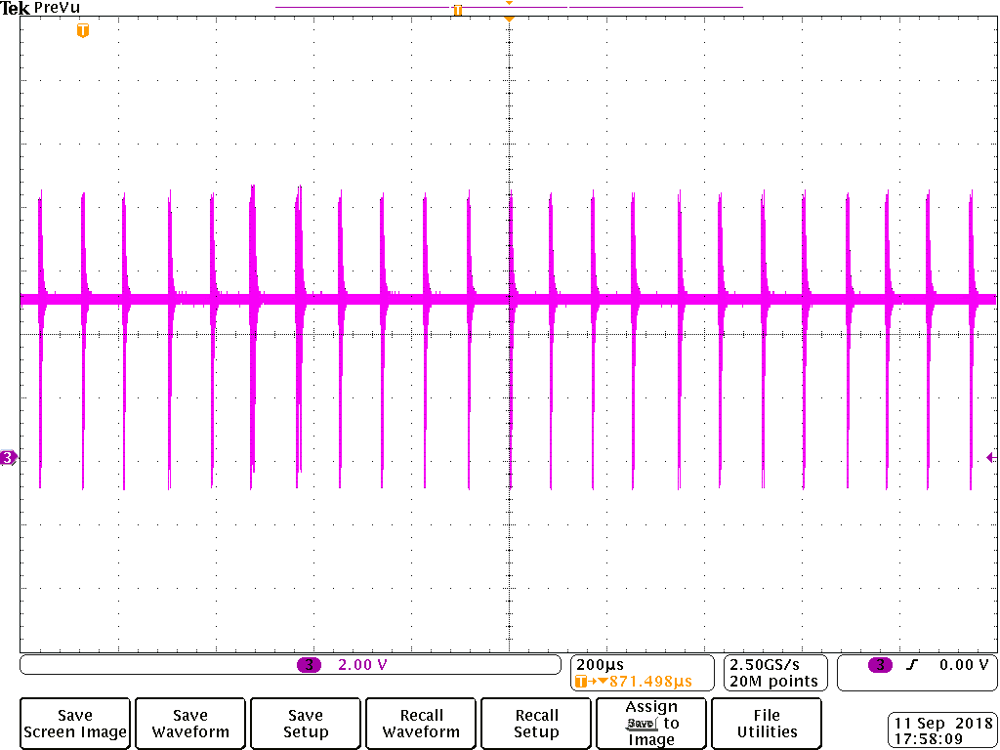 Tek PreVu
T
T
3
3 2.00 V
200µs
T→▼871.498µs
2.50GS/s
20M points
3 0.00 V
Save
Screen Image
Save
Waveform
Save
Setup
Recall
Waveform
Recall
Setup
Assign
Save to
Image
File
Utilities
11 Sep 2018
17:58:09